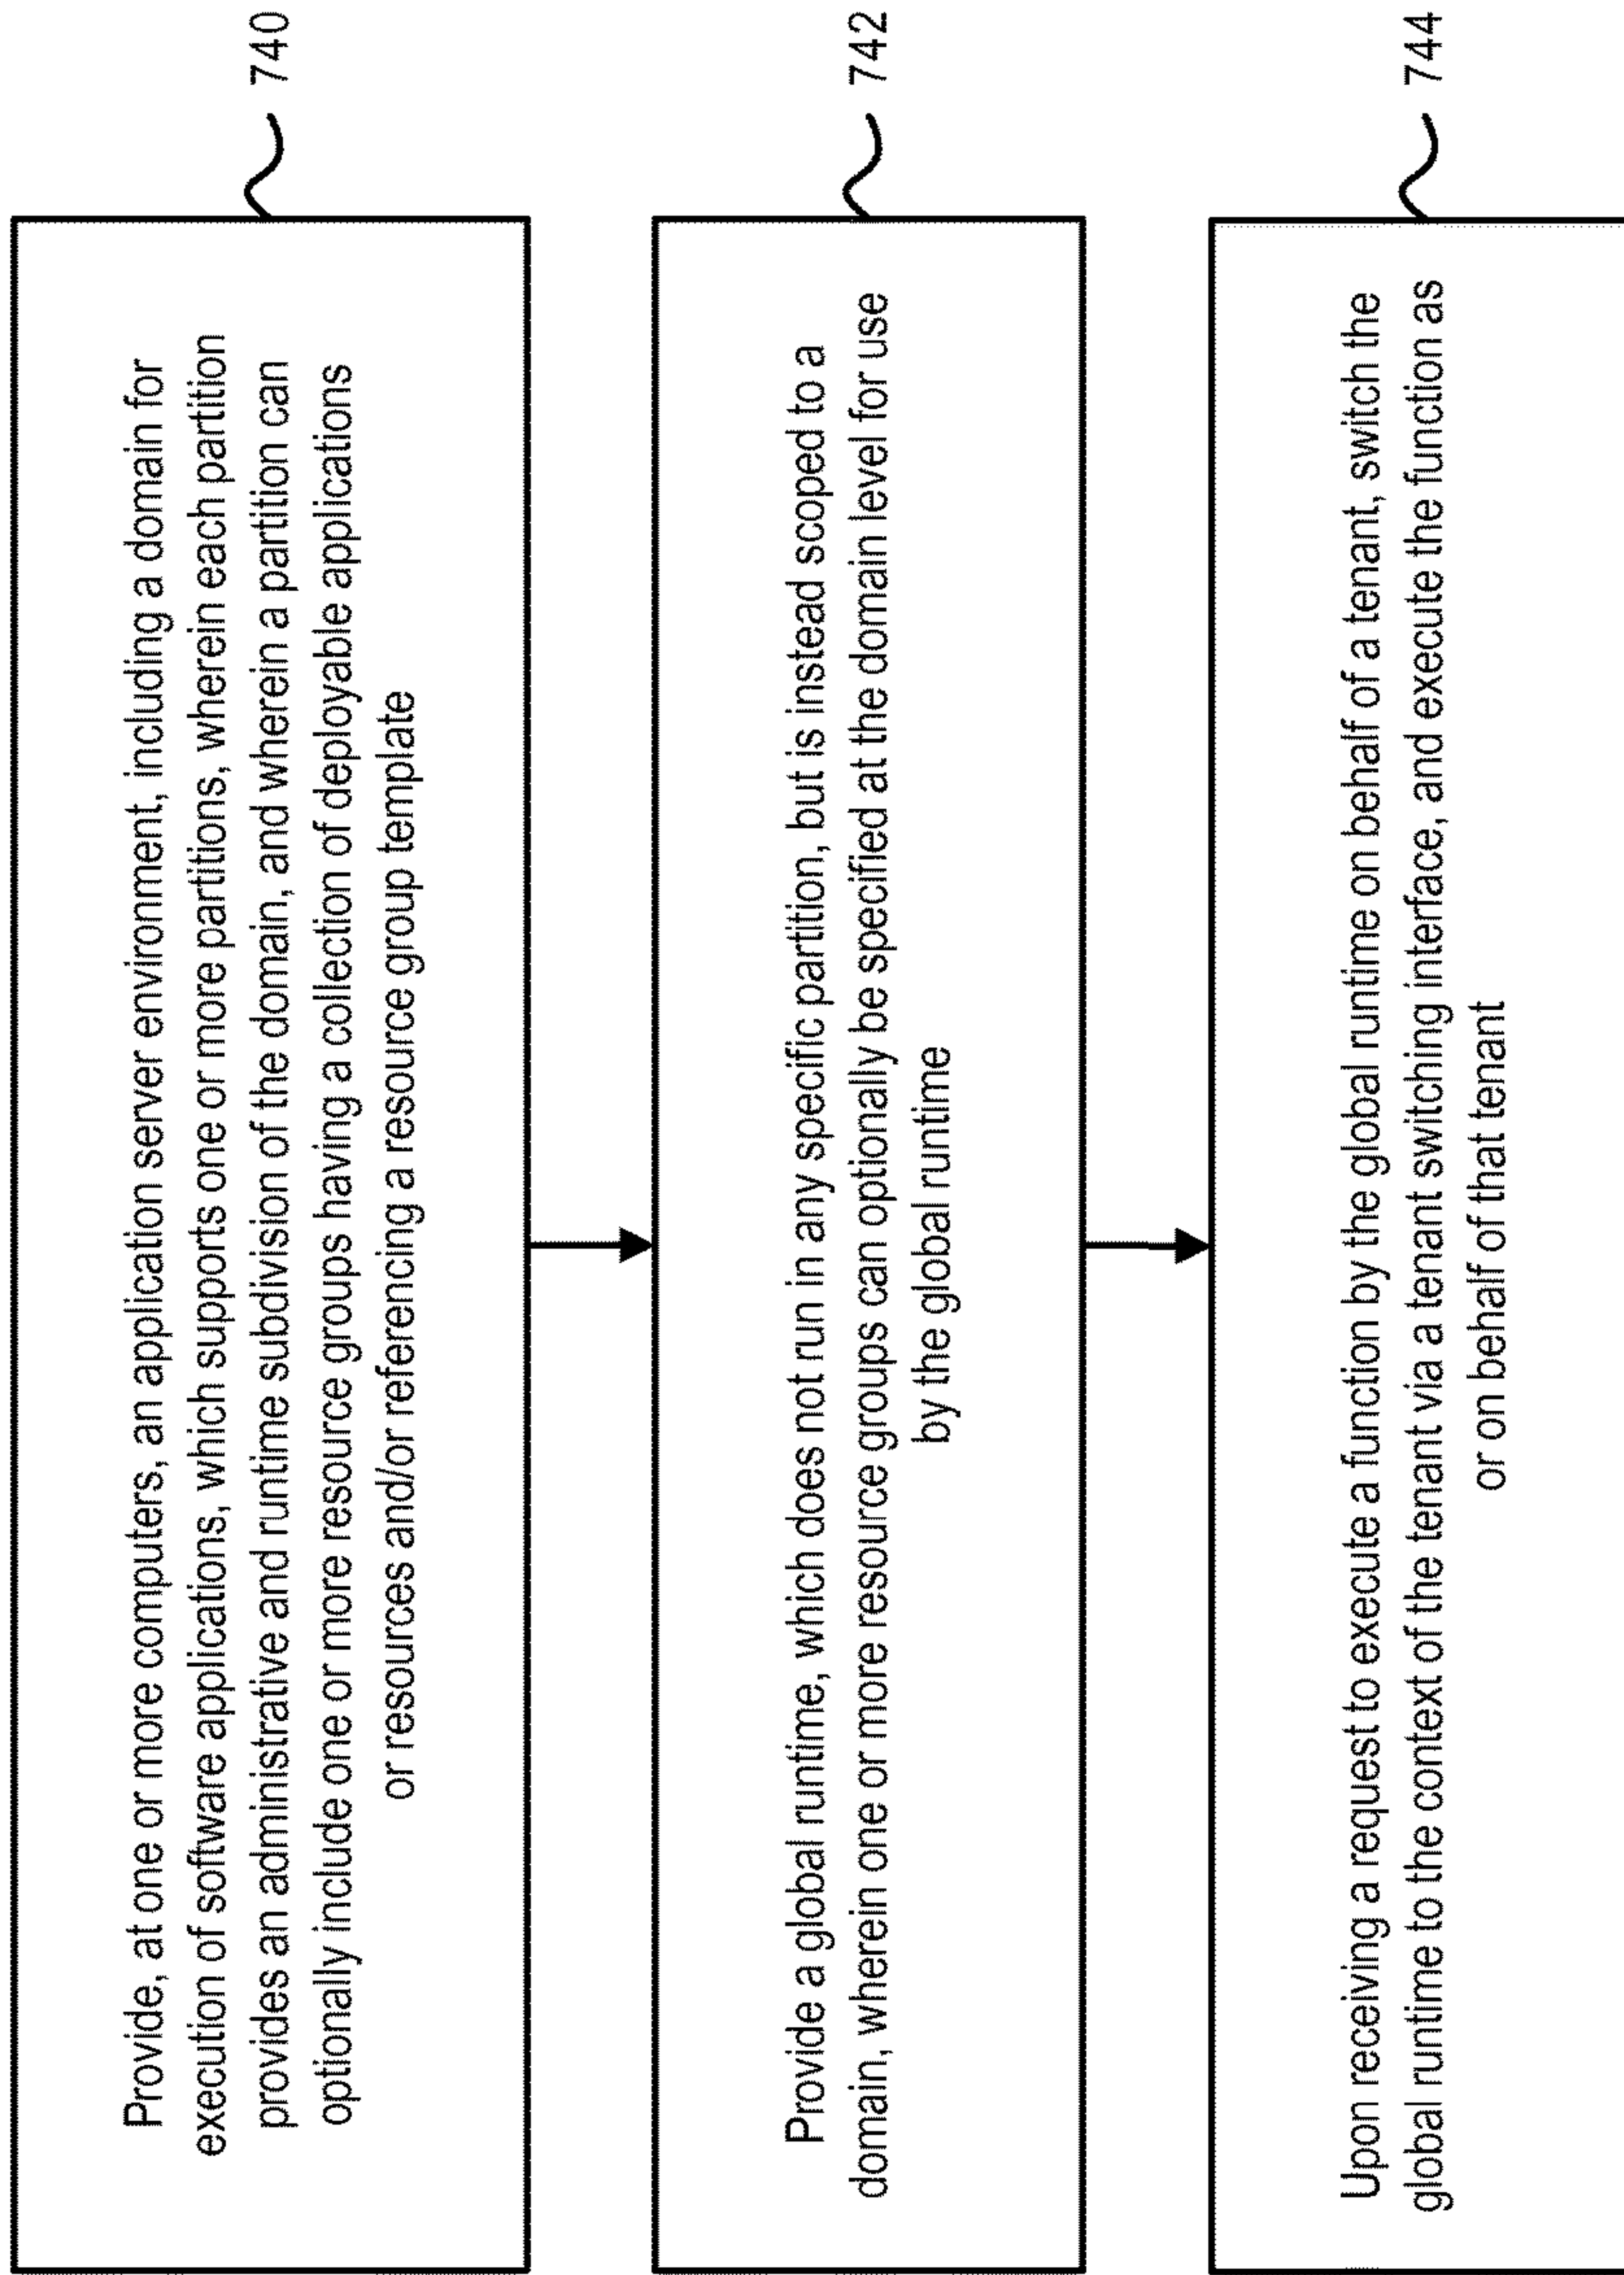 Provide, at one or more computers, an application server environment, including a domain for
execution of software applications, which supports one or more partitions, wherein each partition
provides an administrative and runtime subdivision of the domain, and wherein a partition can
optionally include one or more resource groups having a collection of deployable applications
or resources and/or referencing a resource group template
740
Provide a global runtime, which does not run in any specific partition, but is instead scoped to a
domain, wherein one or more resource groups can optionally be specified at the domain level for use
by the global runtime
742
Upon receiving a request to execute a function by the global runtime on behalf of a tenant, switch the
global runtime to the context of the tenant via a tenant switching interface, and execute the function as
or on behalf of that tenant
744